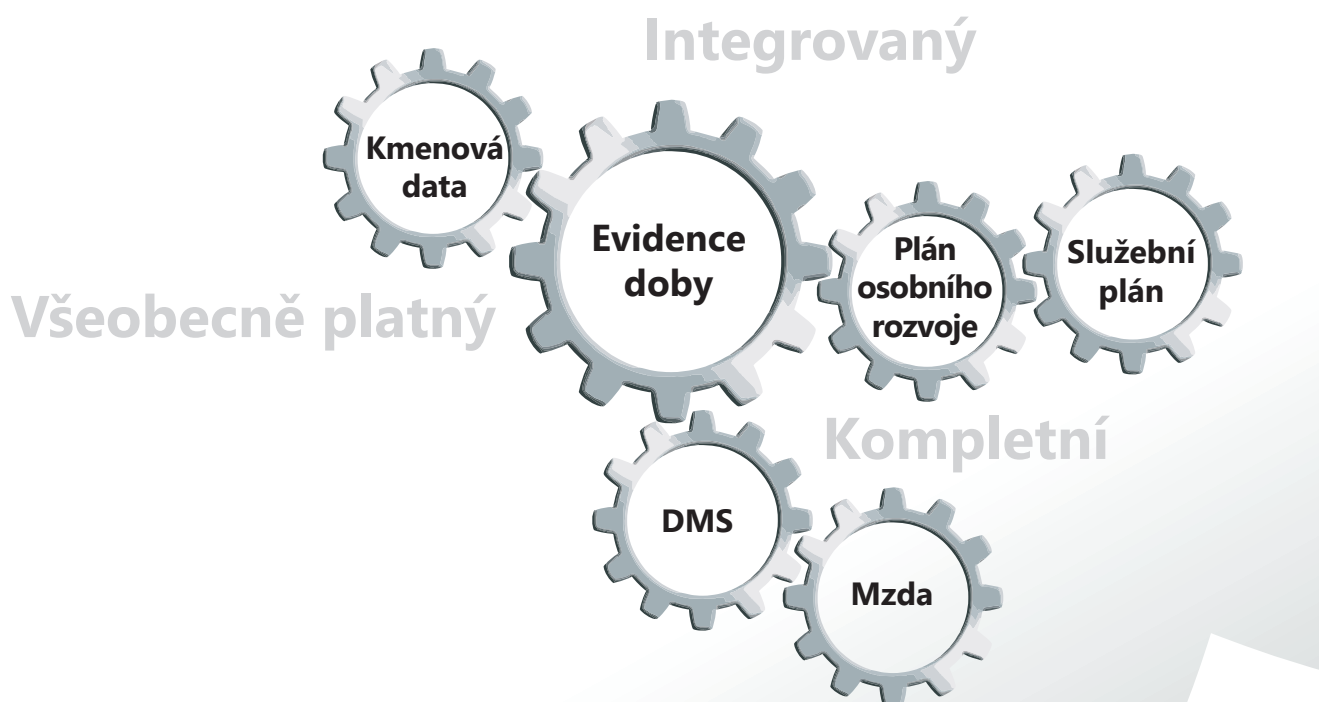 Integrovaný
Kmenová
data
Evidence
doby
Plán
osobního
rozvoje
Služební
plán
Všeobecně platný
Kompletní
DMS
Mzda